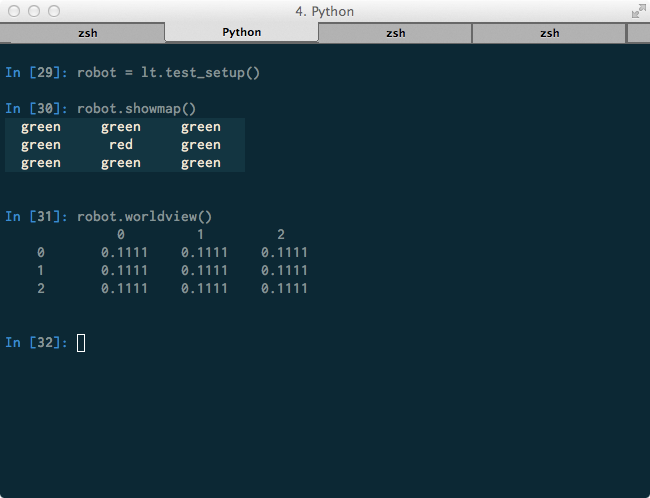 4. Python
zsh Python zsh zsh
In [29]: robot = lt.test_setup()
In [30]: robot.showmap()
green green green
green red green
green green green
In [31]: robot.worldview()
0 1 2
0 0.1111 0.1111 0.1111
1 0.1111 0.1111 0.1111
2 0.1111 0.1111 0.1111
In [32]: